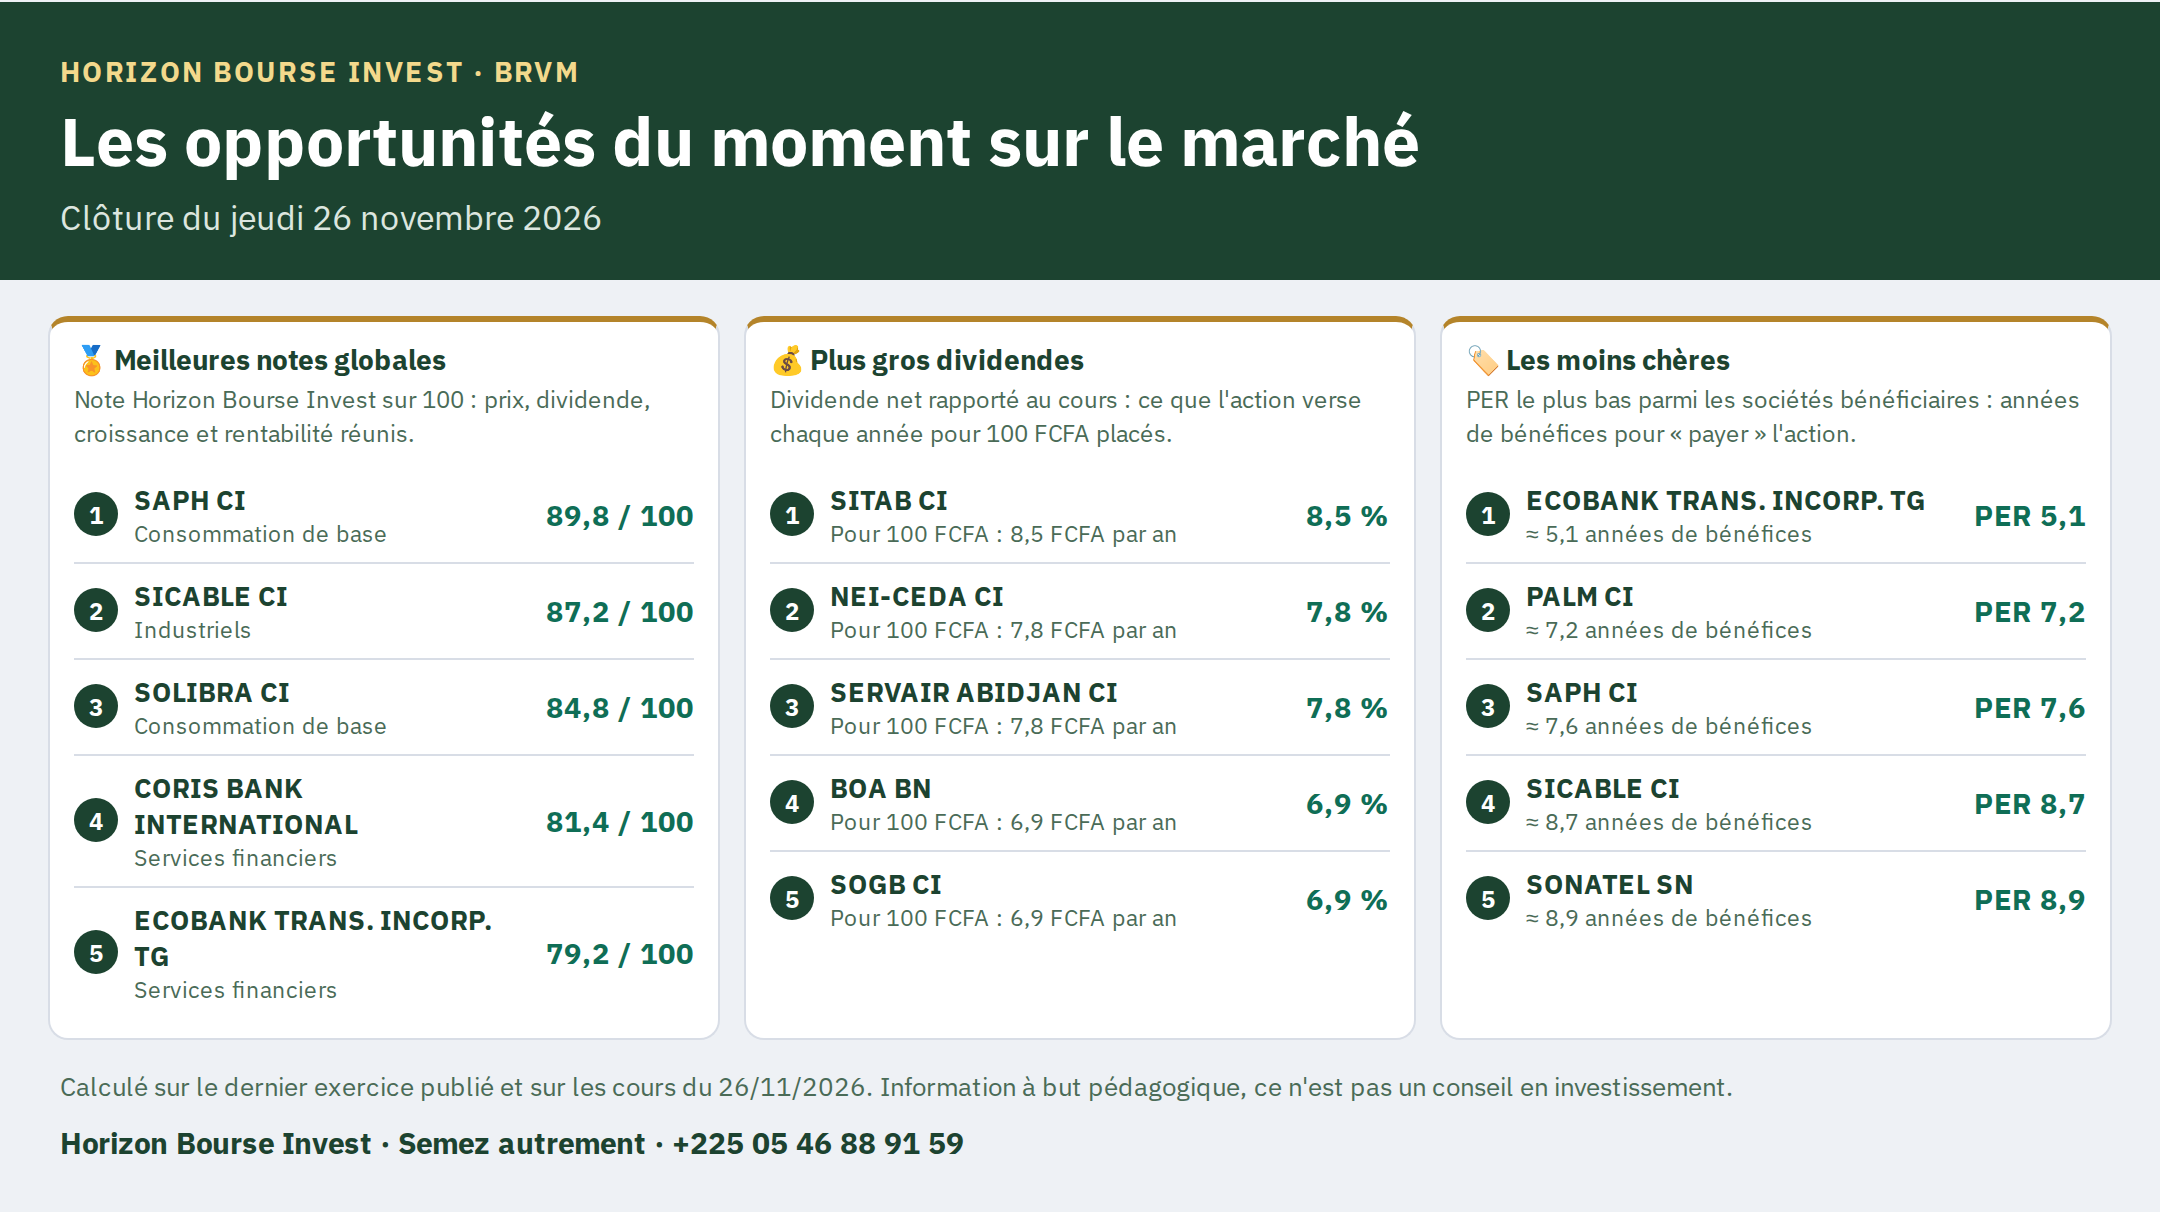 HORIZON BOURSE INVEST · BRVM
Les opportunités du moment sur le marché
Clôture du jeudi 26 novembre 2026
🏅 Meilleures notes globales
Note Horizon Bourse Invest sur 100 : prix, dividende,
croissance et rentabilité réunis.
1 SAPH CI 89,8 / 100
Consommation de base
2 SICABLE CI 87,2 / 100
Industriels
3 SOLIBRA CI 84,8 / 100
Consommation de base
4 CORIS BANK
INTERNATIONAL 81,4 / 100
Services financiers
5 ECOBANK TRANS. INCORP.
TG 79,2 / 100
Services financiers
💰 Plus gros dividendes
Dividende net rapporté au cours : ce que l'action verse
chaque année pour 100 FCFA placés.
1 SITAB CI 8,5 %
Pour 100 FCFA : 8,5 FCFA par an
2 NEI-CEDA CI 7,8 %
Pour 100 FCFA : 7,8 FCFA par an
3 SERVAIR ABIDJAN CI 7,8 %
Pour 100 FCFA : 7,8 FCFA par an
4 BOA BN 6,9 %
Pour 100 FCFA : 6,9 FCFA par an
5 SOGB CI 6,9 %
Pour 100 FCFA : 6,9 FCFA par an
🏷️ Les moins chères
PER le plus bas parmi les sociétés bénéficiaires : années
de bénéfices pour « payer » l'action.
1 ECOBANK TRANS. INCORP. TG PER 5,1
≈ 5,1 années de bénéfices
2 PALM CI PER 7,2
≈ 7,2 années de bénéfices
3 SAPH CI PER 7,6
≈ 7,6 années de bénéfices
4 SICABLE CI PER 8,7
≈ 8,7 années de bénéfices
5 SONATEL SN PER 8,9
≈ 8,9 années de bénéfices
Calculé sur le dernier exercice publié et sur les cours du 26/11/2026. Information à but pédagogique, ce n'est pas un conseil en investissement.
Horizon Bourse Invest · Semez autrement · +225 05 46 88 91 59